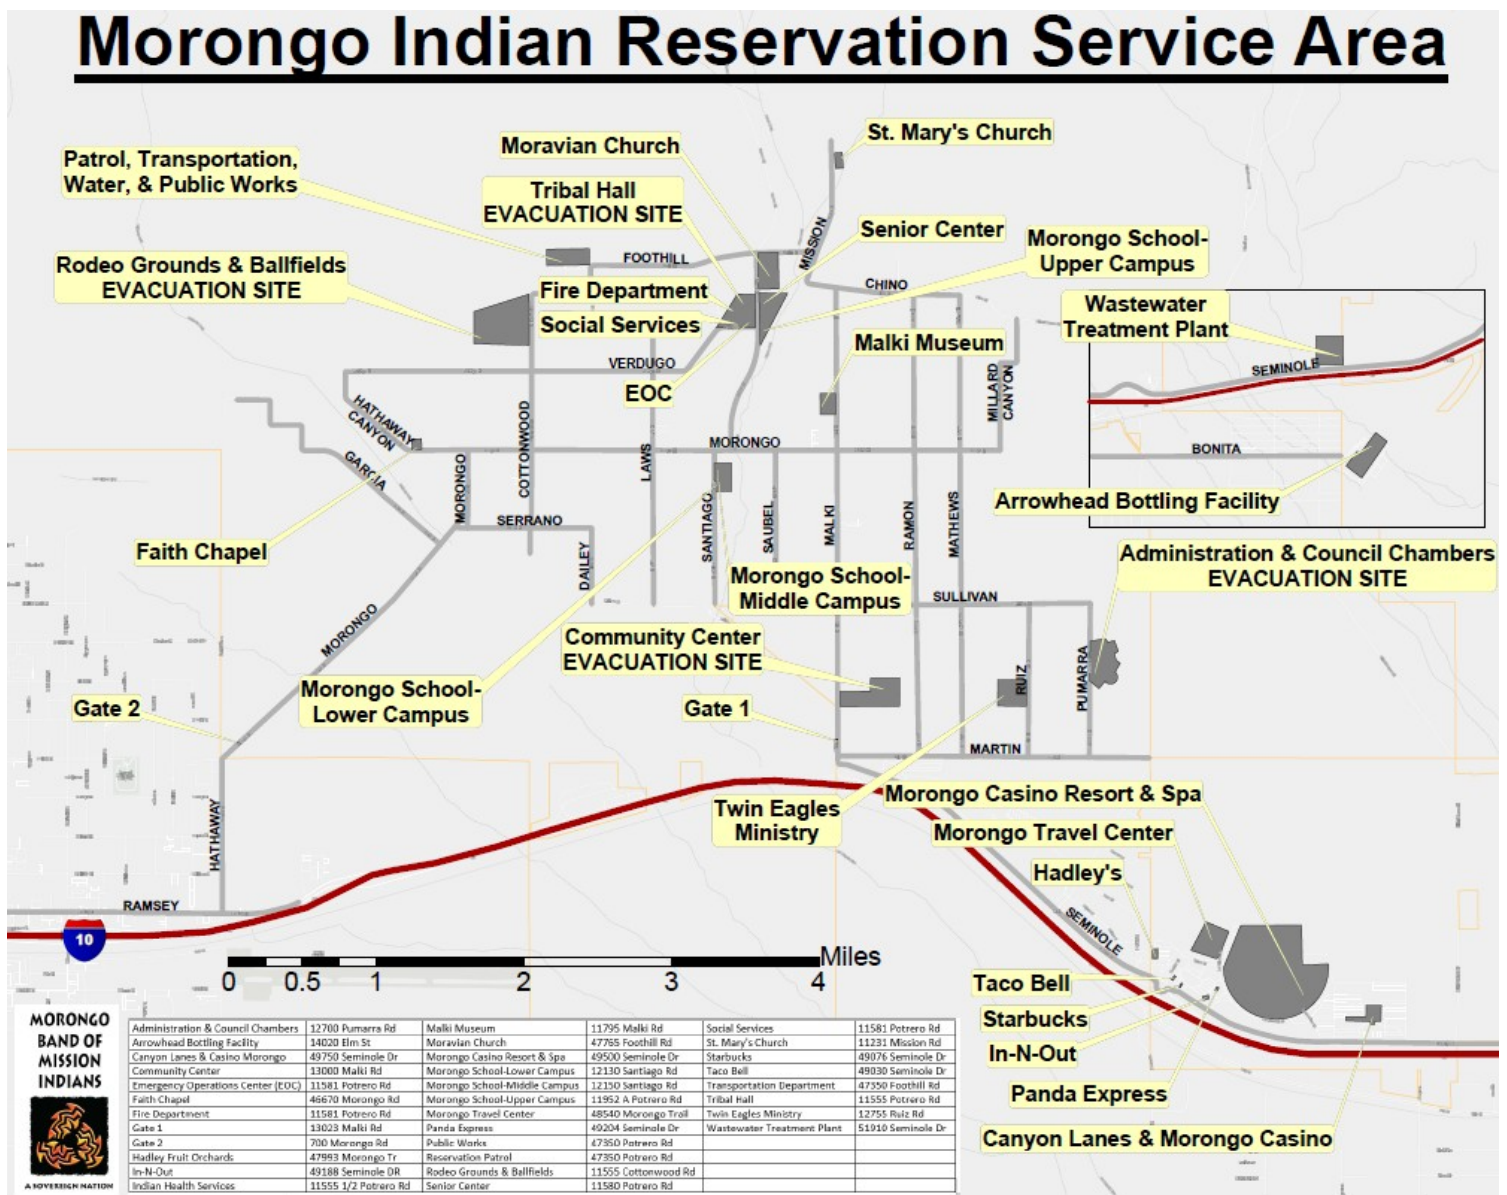 Morongo Indian Reservation Service Area
St. Mary's Church
Moravian Church
Patrol, Transportation,
Water, & Public Works
Tribal Hall
EVACUATION SITE
Senior Center
Morongo School-
Upper Campus
Rodeo Grounds & Ballfields
EVACUATION SITE
Fire Department
Social Services
EOC
Malki Museum
Wastewater
Treatment Plant
Arrowhead Bottling Facility
Faith Chapel
Administration & Council Chambers
EVACUATION SITE
Morongo School-
Middle Campus
Community Center
EVACUATION SITE
Morongo School-
Lower Campus
Gate 2
Gate 1
Twin Eagles
Ministry
Morongo Casino Resort & Spa
Morongo Travel Center
Hadley's
Taco Bell
Starbucks
In-N-Out
Panda Express
Canyon Lanes & Morongo Casino
FOOTHILL
MISSION
CHINO
VERDUGO
HATHAWAY
CANYON
COTTONWOOD
MILLARD
CANYON
SEMINOLE
BONITA
GARCIA
MORONGO
LAWS
MORONGO
SERRANO
DAILEY
SANTIAGO
SAUBEL
MALKI
RAMON
MATHEWS
SULLIVAN
MORONGO
RUIZ
PUMARRA
MARTIN
HATHAWAY
RAMSEY
SEMINOLE
10
Miles
0 0.5 1 2 3 4
MORONGO
BAND OF
MISSION
INDIANS
A SOVEREIGN NATION
Administration & Council Chambers 12700 Pumarra Rd Malki Museum 11795 Malki Rd Social Services 11581 Potrero Rd
Arrowhead Bottling Facility 14020 Elm St Moravian Church 47765 Foothill Rd St. Mary's Church 11231 Mission Rd
Canyon Lanes & Casino Morongo 49750 Seminole Dr Morongo Casino Resort & Spa 49500 Seminole Dr Starbucks 49076 Seminole Dr
Community Center 13000 Malki Rd Morongo School-Lower Campus 12130 Santiago Rd Taco Bell 49030 Seminole Dr
Emergency Operations Center (EOC) 11581 Potrero Rd Morongo School-Middle Campus 12150 Santiago Rd Transportation Department 47350 Foothill Rd
Faith Chapel 46670 Morongo Rd Morongo School-Upper Campus 11952 A Potrero Rd Tribal Hall 11555 Potrero Rd
Fire Department 11581 Potrero Rd Morongo Travel Center 48540 Morongo Trail Twin Eagles Ministry 12755 Ruiz Rd
Gate 1 13023 Malki Rd Panda Express 49204 Seminole Dr Wastewater Treatment Plant 51910 Seminole Dr
Gate 2 700 Morongo Rd Public Works 47350 Potrero Rd
Hadley Fruit Orchards 47993 Morongo Tr Reservation Patrol 47350 Potrero Rd
In-N-Out 49188 Seminole DR Rodeo Grounds & Ballfields 11555 Cottonwood Rd
Indian Health Services 11555 1/2 Potrero Rd Senior Center 11580 Potrero Rd